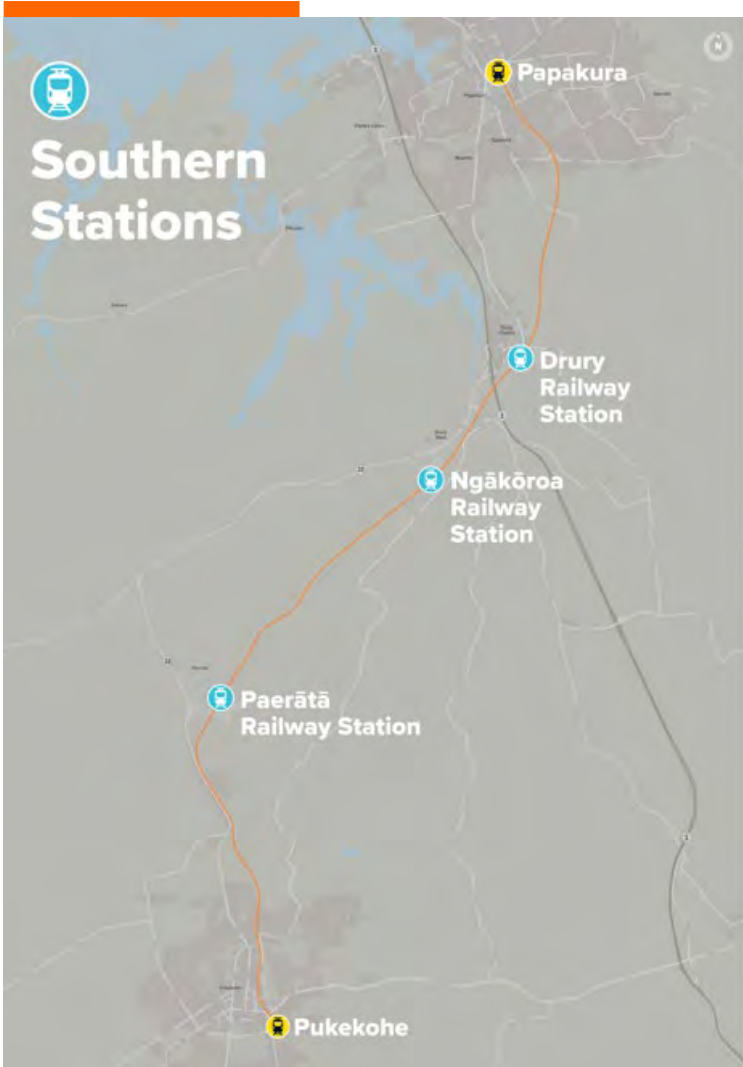 N
Southern
Stations
Papakura
Drury
Railway
Station
Ngākōroa
Railway
Station
Paerātā
Railway Station
Pukekohe